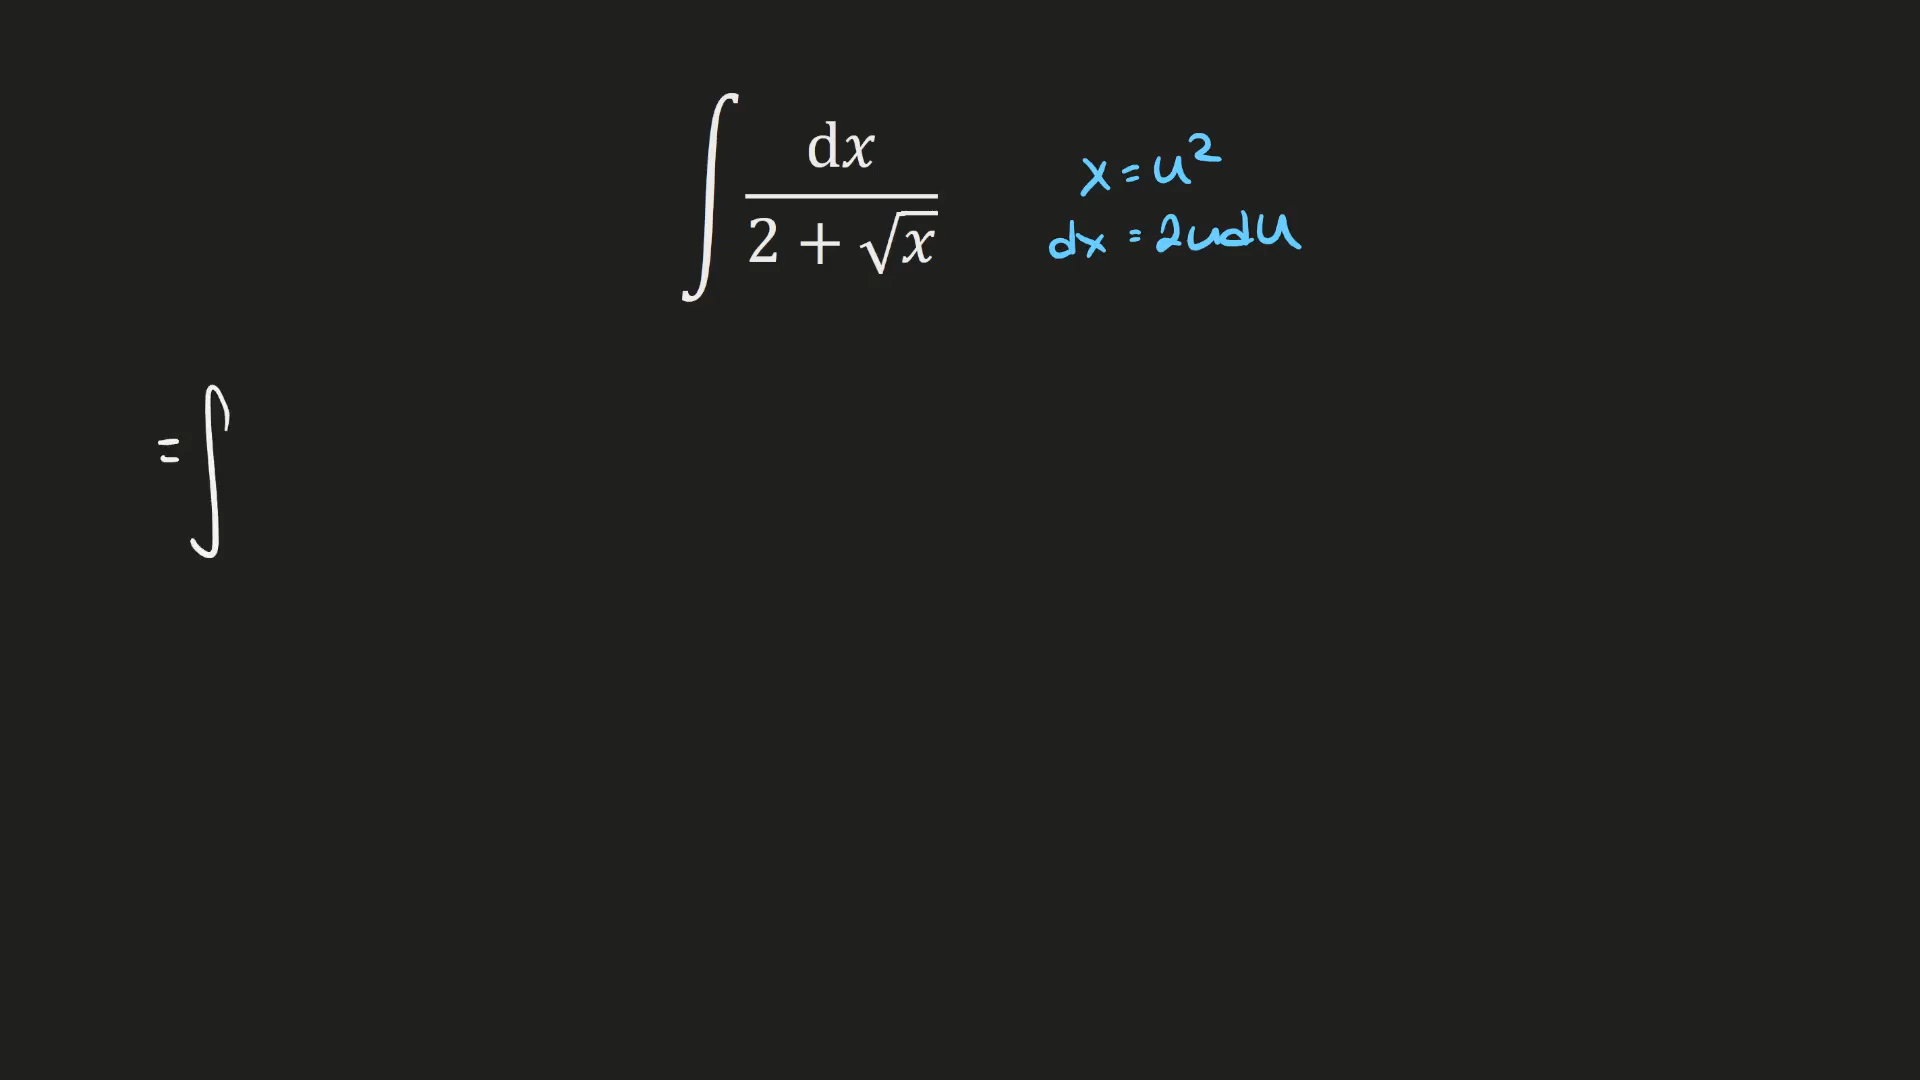 ∫ dx / (2 + √x)
x = u²
dx = 2udu
= ∫